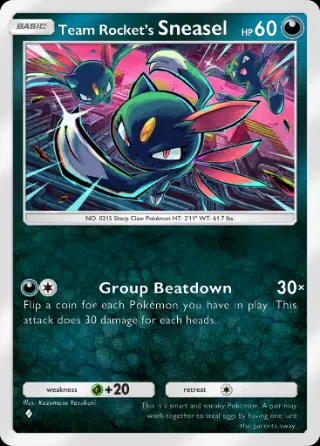 BASIC
Team Rocket's Sneasel HP 60
NO. 0215 Sharp Claw Pokémon HT: 2'11" WT: 61.7 lbs.
Group Beatdown 30×
Flip a coin for each Pokémon you have in play. This
attack does 30 damage for each heads.
weakness +20
retreat
Illus. Kazumasa Yasukuni
This is a smart and sneaky Pokémon. A pair may
work together to steal eggs by having one lure
the parents away.